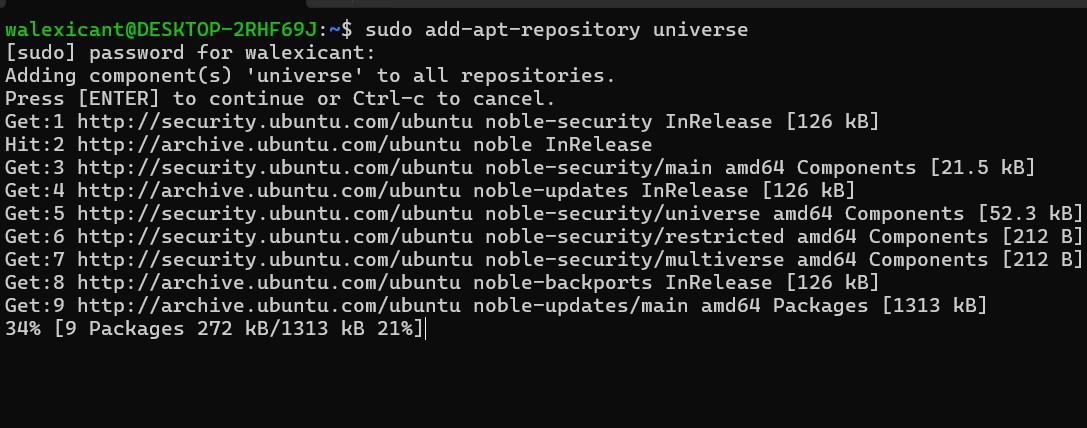 walexicant@DESKTOP-2RHF69J:~$ sudo add-apt-repository universe
[sudo] password for walexicant:
Adding component(s) 'universe' to all repositories.
Press [ENTER] to continue or Ctrl-c to cancel.
Get:1 http://security.ubuntu.com/ubuntu noble-security InRelease [126 kB]
Hit:2 http://archive.ubuntu.com/ubuntu noble InRelease
Get:3 http://security.ubuntu.com/ubuntu noble-security/main amd64 Components [21.5 kB]
Get:4 http://archive.ubuntu.com/ubuntu noble-updates InRelease [126 kB]
Get:5 http://security.ubuntu.com/ubuntu noble-security/universe amd64 Components [52.3 kB]
Get:6 http://security.ubuntu.com/ubuntu noble-security/restricted amd64 Components [212 B]
Get:7 http://security.ubuntu.com/ubuntu noble-security/multiverse amd64 Components [212 B]
Get:8 http://archive.ubuntu.com/ubuntu noble-backports InRelease [126 kB]
Get:9 http://archive.ubuntu.com/ubuntu noble-updates/main amd64 Packages [1313 kB]
34% [9 Packages 272 kB/1313 kB 21%]